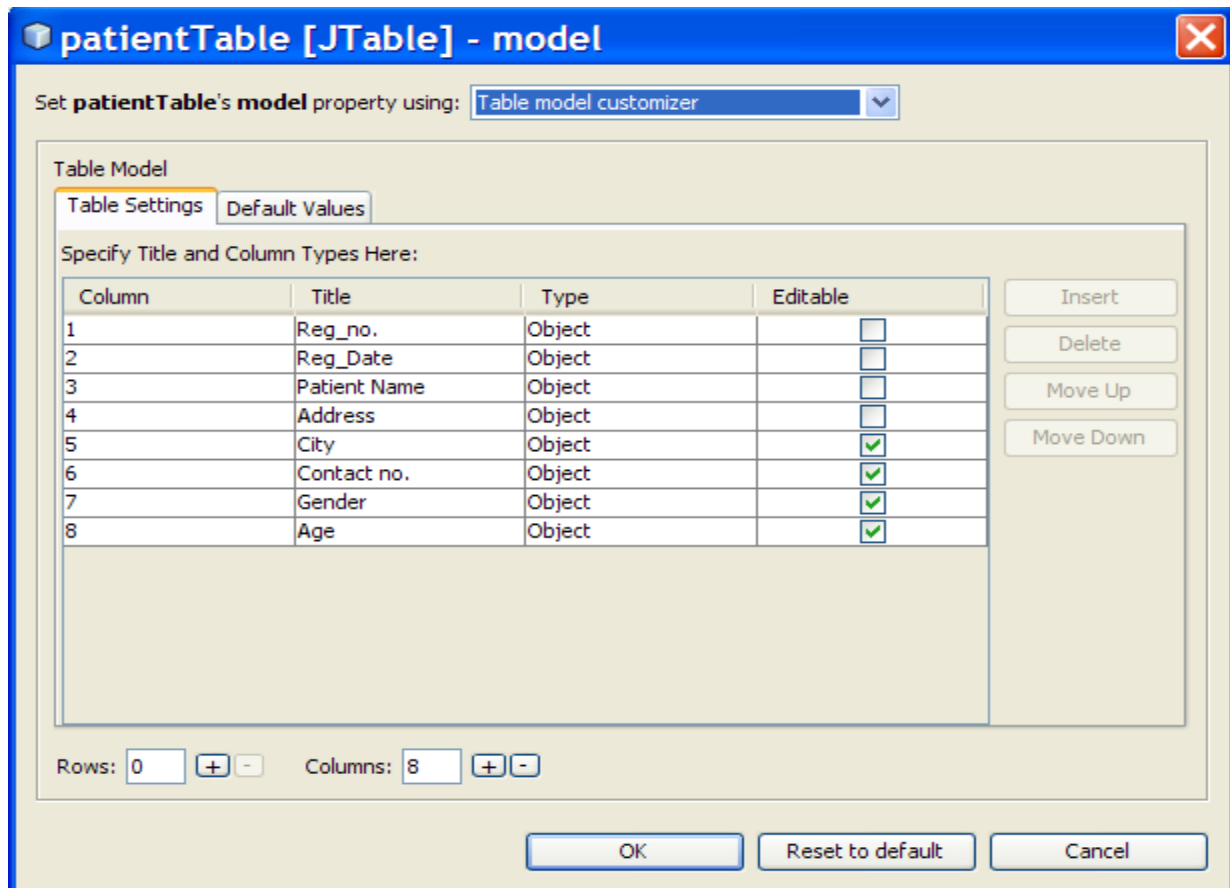 patientTable [JTable] - model
Set patientTable's model property using: Table model customizer
Table Model
Table Settings Default Values
Specify Title and Column Types Here:
Column Title Type Editable Insert
1 Reg_no. Object
2 Reg_Date Object Delete
3 Patient Name Object
4 Address Object Move Up
5 City Object Move Down
6 Contact no. Object
7 Gender Object
8 Age Object
Rows: 0 + - Columns: 8 + -
OK Reset to default Cancel